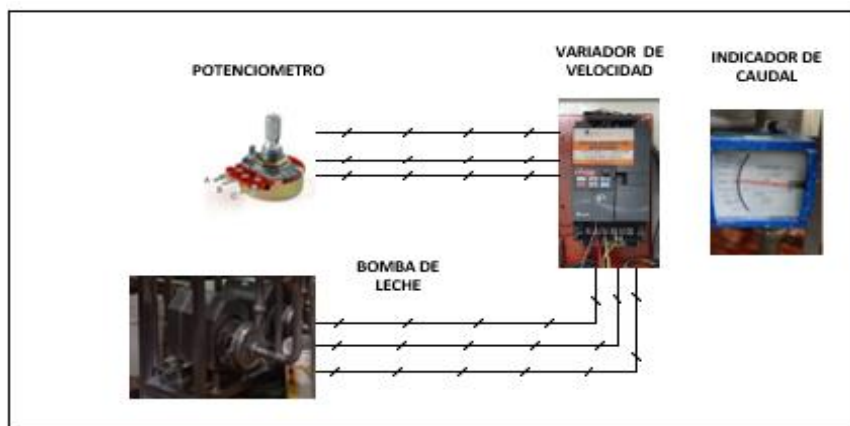 POTENCIOMETRO
VARIADOR DE
VELOCIDAD
INDICADOR DE
CAUDAL
BOMBA DE
LECHE